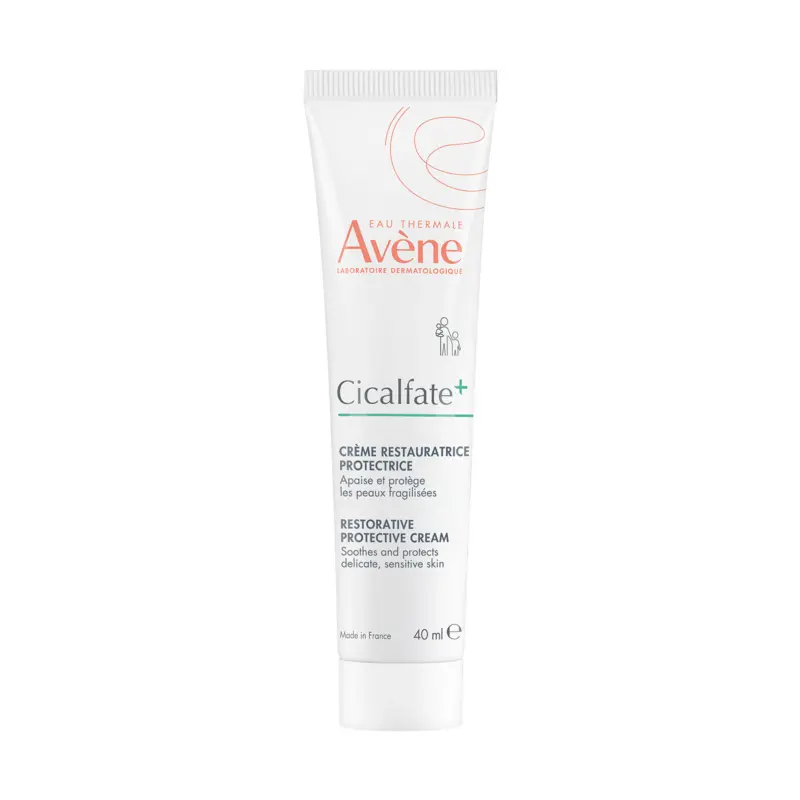 EAU THERMALE
Avène
LABORATOIRE DERMATOLOGIQUE
Cicalfate+
CRÈME RESTAURATRICE
PROTECTRICE
Apaise et protège
les peaux fragilisées
RESTORATIVE
PROTECTIVE CREAM
Soothes and protects
delicate, sensitive skin
Made in France 40 ml ℮